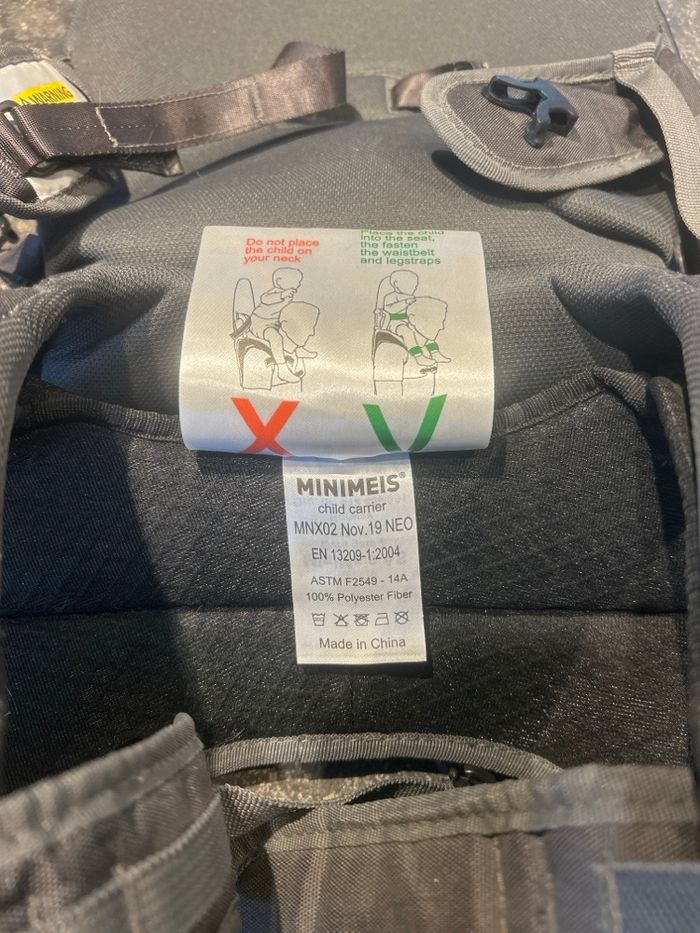 WARNING
Do not place
the child on
your neck
Place the child
into the seat,
the fasten
the waistbelt
and legstraps
X
V
MINIMEIS®
child carrier
MNX02 Nov.19 NEO
EN 13209-1:2004
ASTM F2549 - 14A
100% Polyester Fiber
Made in China